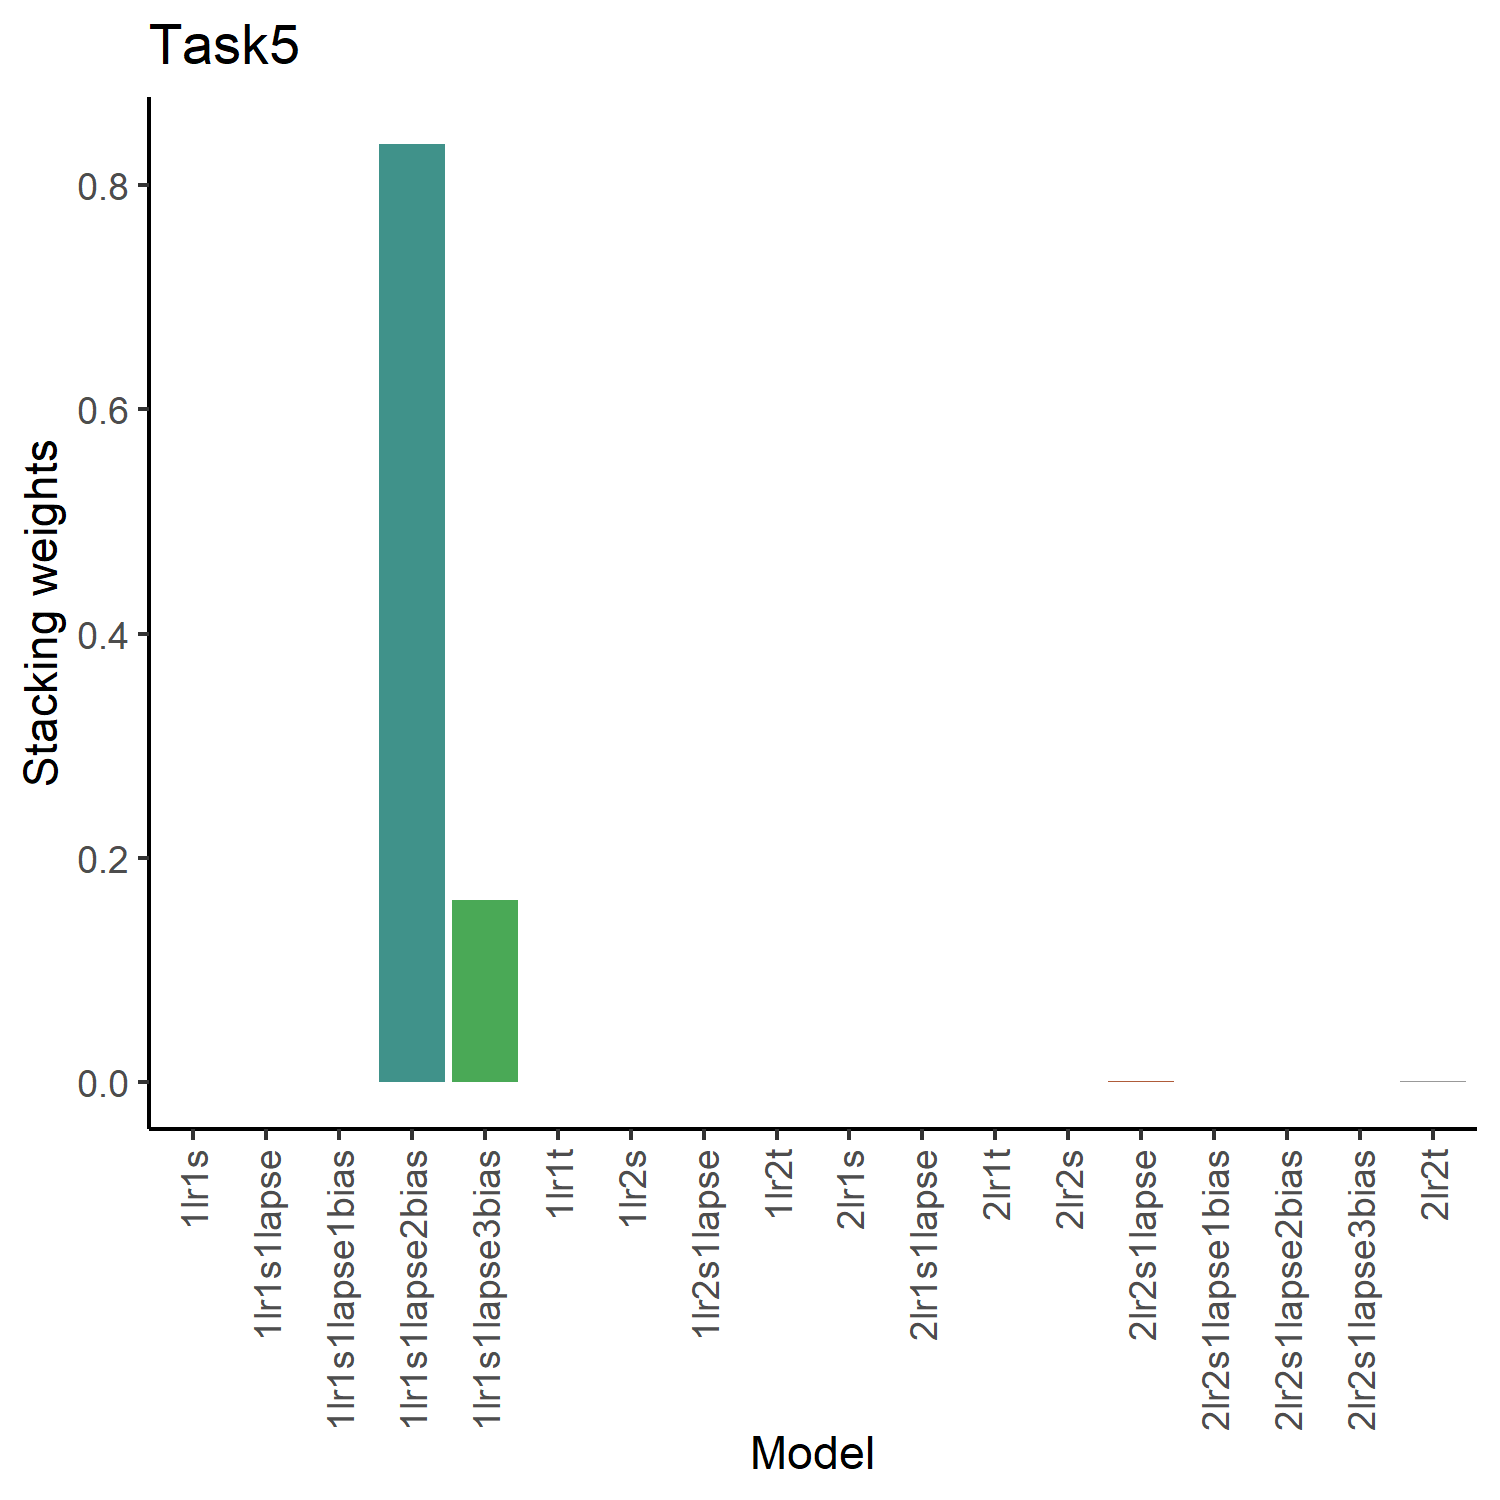 Task5
Stacking weights
0.8
0.6
0.4
0.2
0.0
1lr1s
1lr1s1lapse
1lr1s1lapse1bias
1lr1s1lapse2bias
1lr1s1lapse3bias
1lr1t
1lr2s
1lr2s1lapse
1lr2t
2lr1s
2lr1s1lapse
2lr1t
2lr2s
2lr2s1lapse
2lr2s1lapse1bias
2lr2s1lapse2bias
2lr2s1lapse3bias
2lr2t
Model